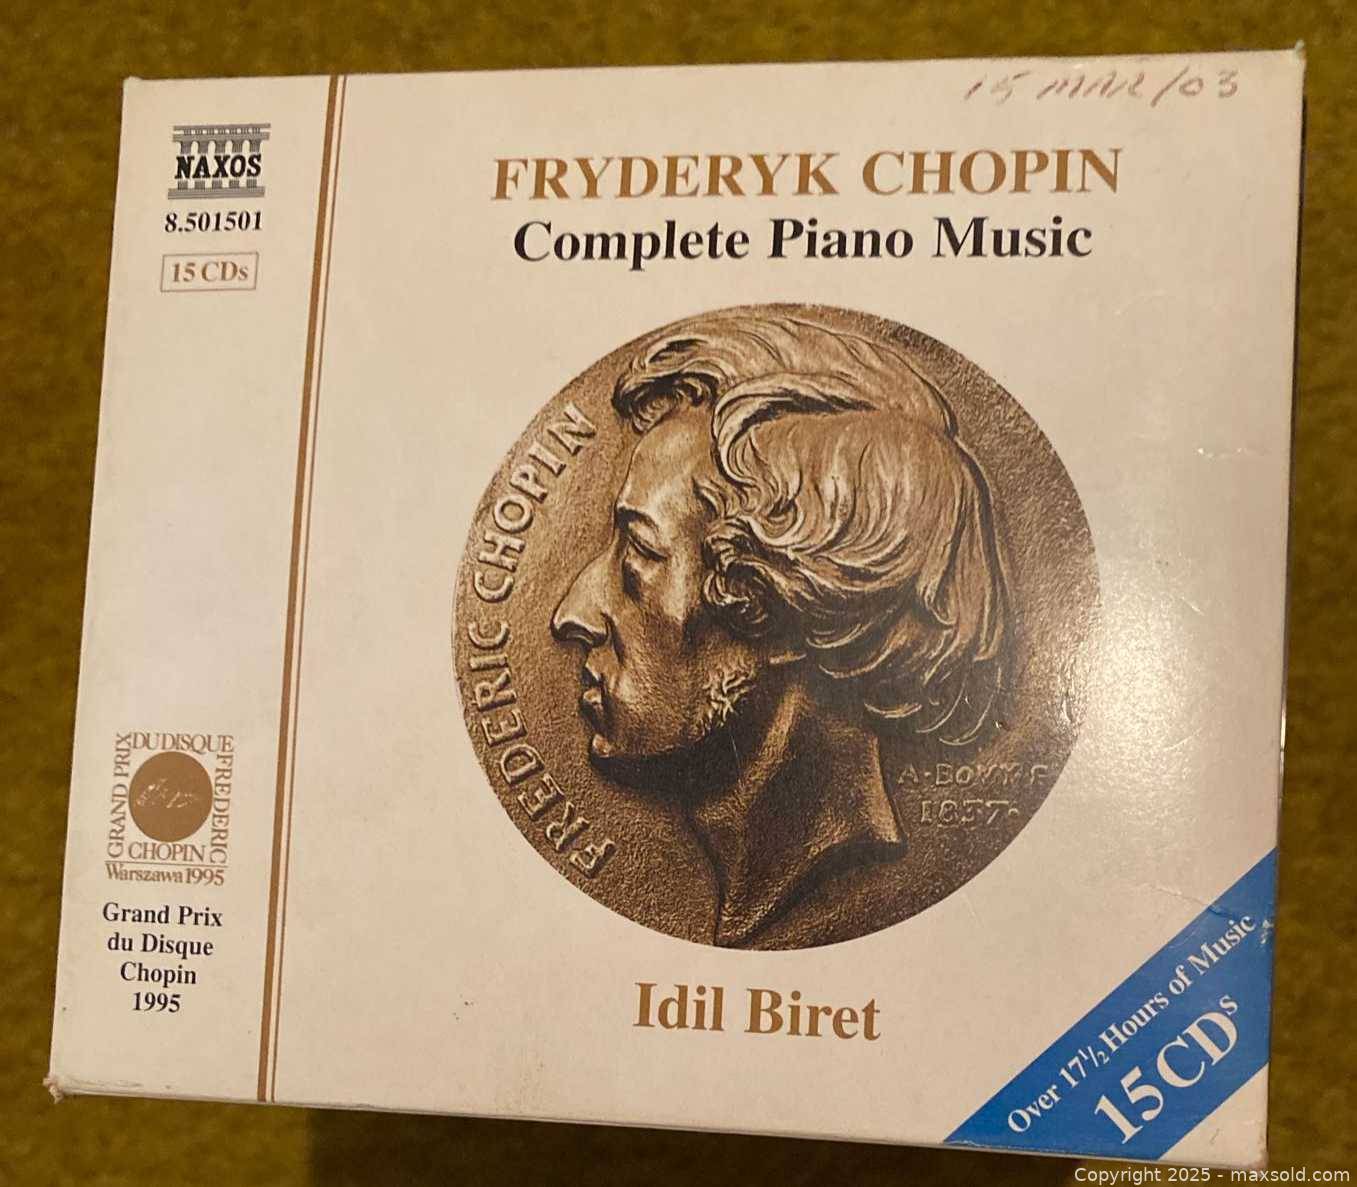 15 MAR/03
NAXOS
8.501501
15 CDs
FRYDERYK CHOPIN
Complete Piano Music
FREDERIC CHOPIN
A·BOVY·F
1837·
GRAND PRIX
DU DISQUE
FREDERIC
CHOPIN
Warszawa 1995
Grand Prix
du Disque
Chopin
1995
Idil Biret
Over 17½ Hours of Music
15 CDs
Copyright 2025 - maxsold.com